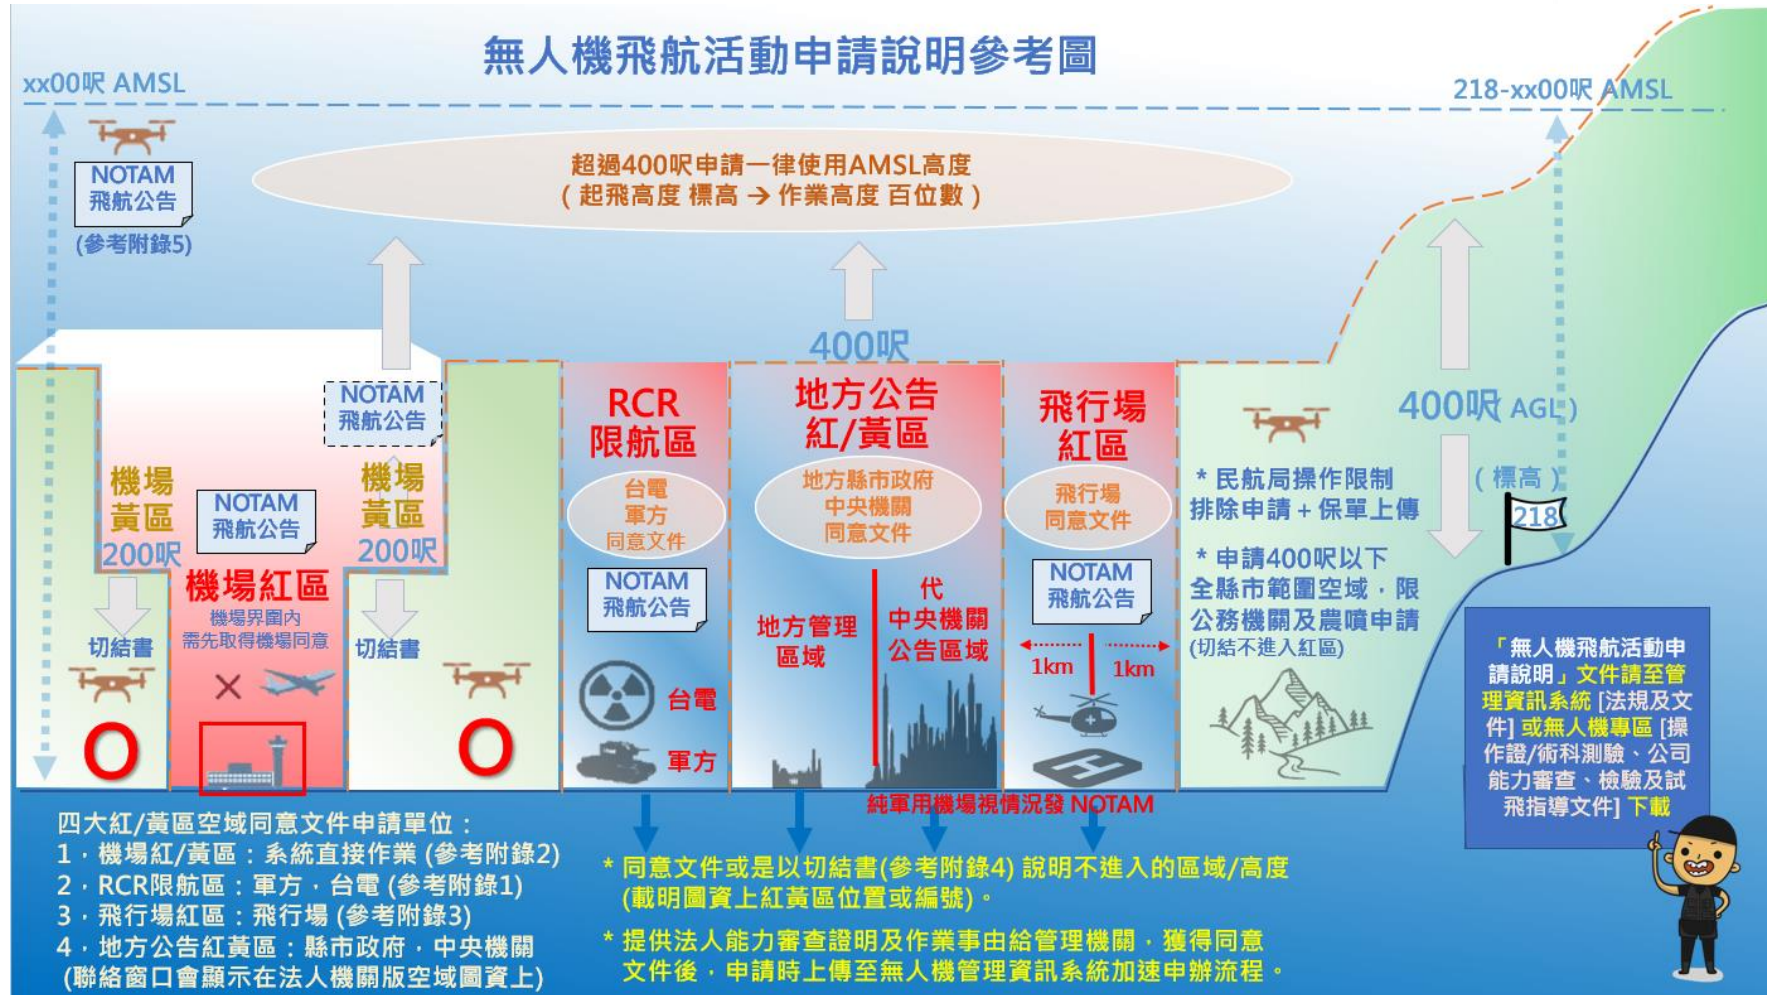 無人機飛航活動申請說明參考圖
xx00呎 AMSL
218-xx00呎 AMSL
NOTAM
飛航公告
(參考附錄5)
超過400呎申請一律使用AMSL高度
( 起飛高度 標高 → 作業高度 百位數 )
400呎
NOTAM
飛航公告
機場
黃區
200呎
切結書
O
NOTAM
飛航公告
機場紅區
機場界圍內
需先取得機場同意
×
機場
黃區
200呎
切結書
O
RCR
限航區
台電
軍方
同意文件
NOTAM
飛航公告
台電
軍方
地方公告
紅/黃區
地方縣市政府
中央機關
同意文件
地方管理
區域
代
中央機關
公告區域
飛行場
紅區
飛行場
同意文件
NOTAM
飛航公告
1km
1km
H
純軍用機場視情況發 NOTAM
* 民航局操作限制
排除申請 + 保單上傳
* 申請400呎以下
全縣市範圍空域，限
公務機關及農噴申請
(切結不進入紅區)
400呎 AGL )
( 標高 )
218
「無人機飛航活動申
請說明」文件請至管
理資訊系統 [法規及文
件] 或無人機專區 [操
作證/術科測驗、公司
能力審查、檢驗及試
飛指導文件] 下載
四大紅/黃區空域同意文件申請單位：
1，機場紅/黃區：系統直接作業 (參考附錄2)
2，RCR限航區：軍方，台電 (參考附錄1)
3，飛行場紅區：飛行場 (參考附錄3)
4，地方公告紅黃區：縣市政府，中央機關
(聯絡窗口會顯示在法人機關版空域圖資上)
* 同意文件或是以切結書(參考附錄4) 說明不進入的區域/高度
(載明圖資上紅黃區位置或編號)。
* 提供法人能力審查證明及作業事由給管理機關，獲得同意
文件後，申請時上傳至無人機管理資訊系統加速申辦流程。